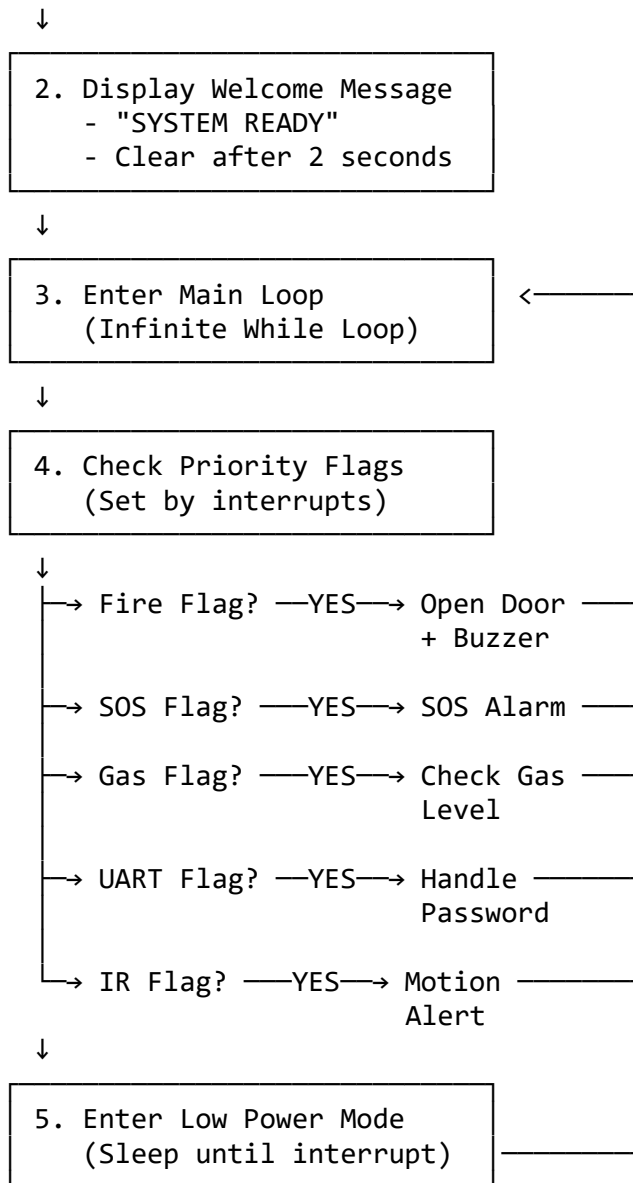 2. Display Welcome Message
- "SYSTEM READY"
- Clear after 2 seconds
3. Enter Main Loop
(Infinite While Loop)
4. Check Priority Flags
(Set by interrupts)
Fire Flag? YES Open Door
+ Buzzer
SOS Flag? YES SOS Alarm
Gas Flag? YES Check Gas
Level
UART Flag? YES Handle
Password
IR Flag? YES Motion
Alert
5. Enter Low Power Mode
(Sleep until interrupt)